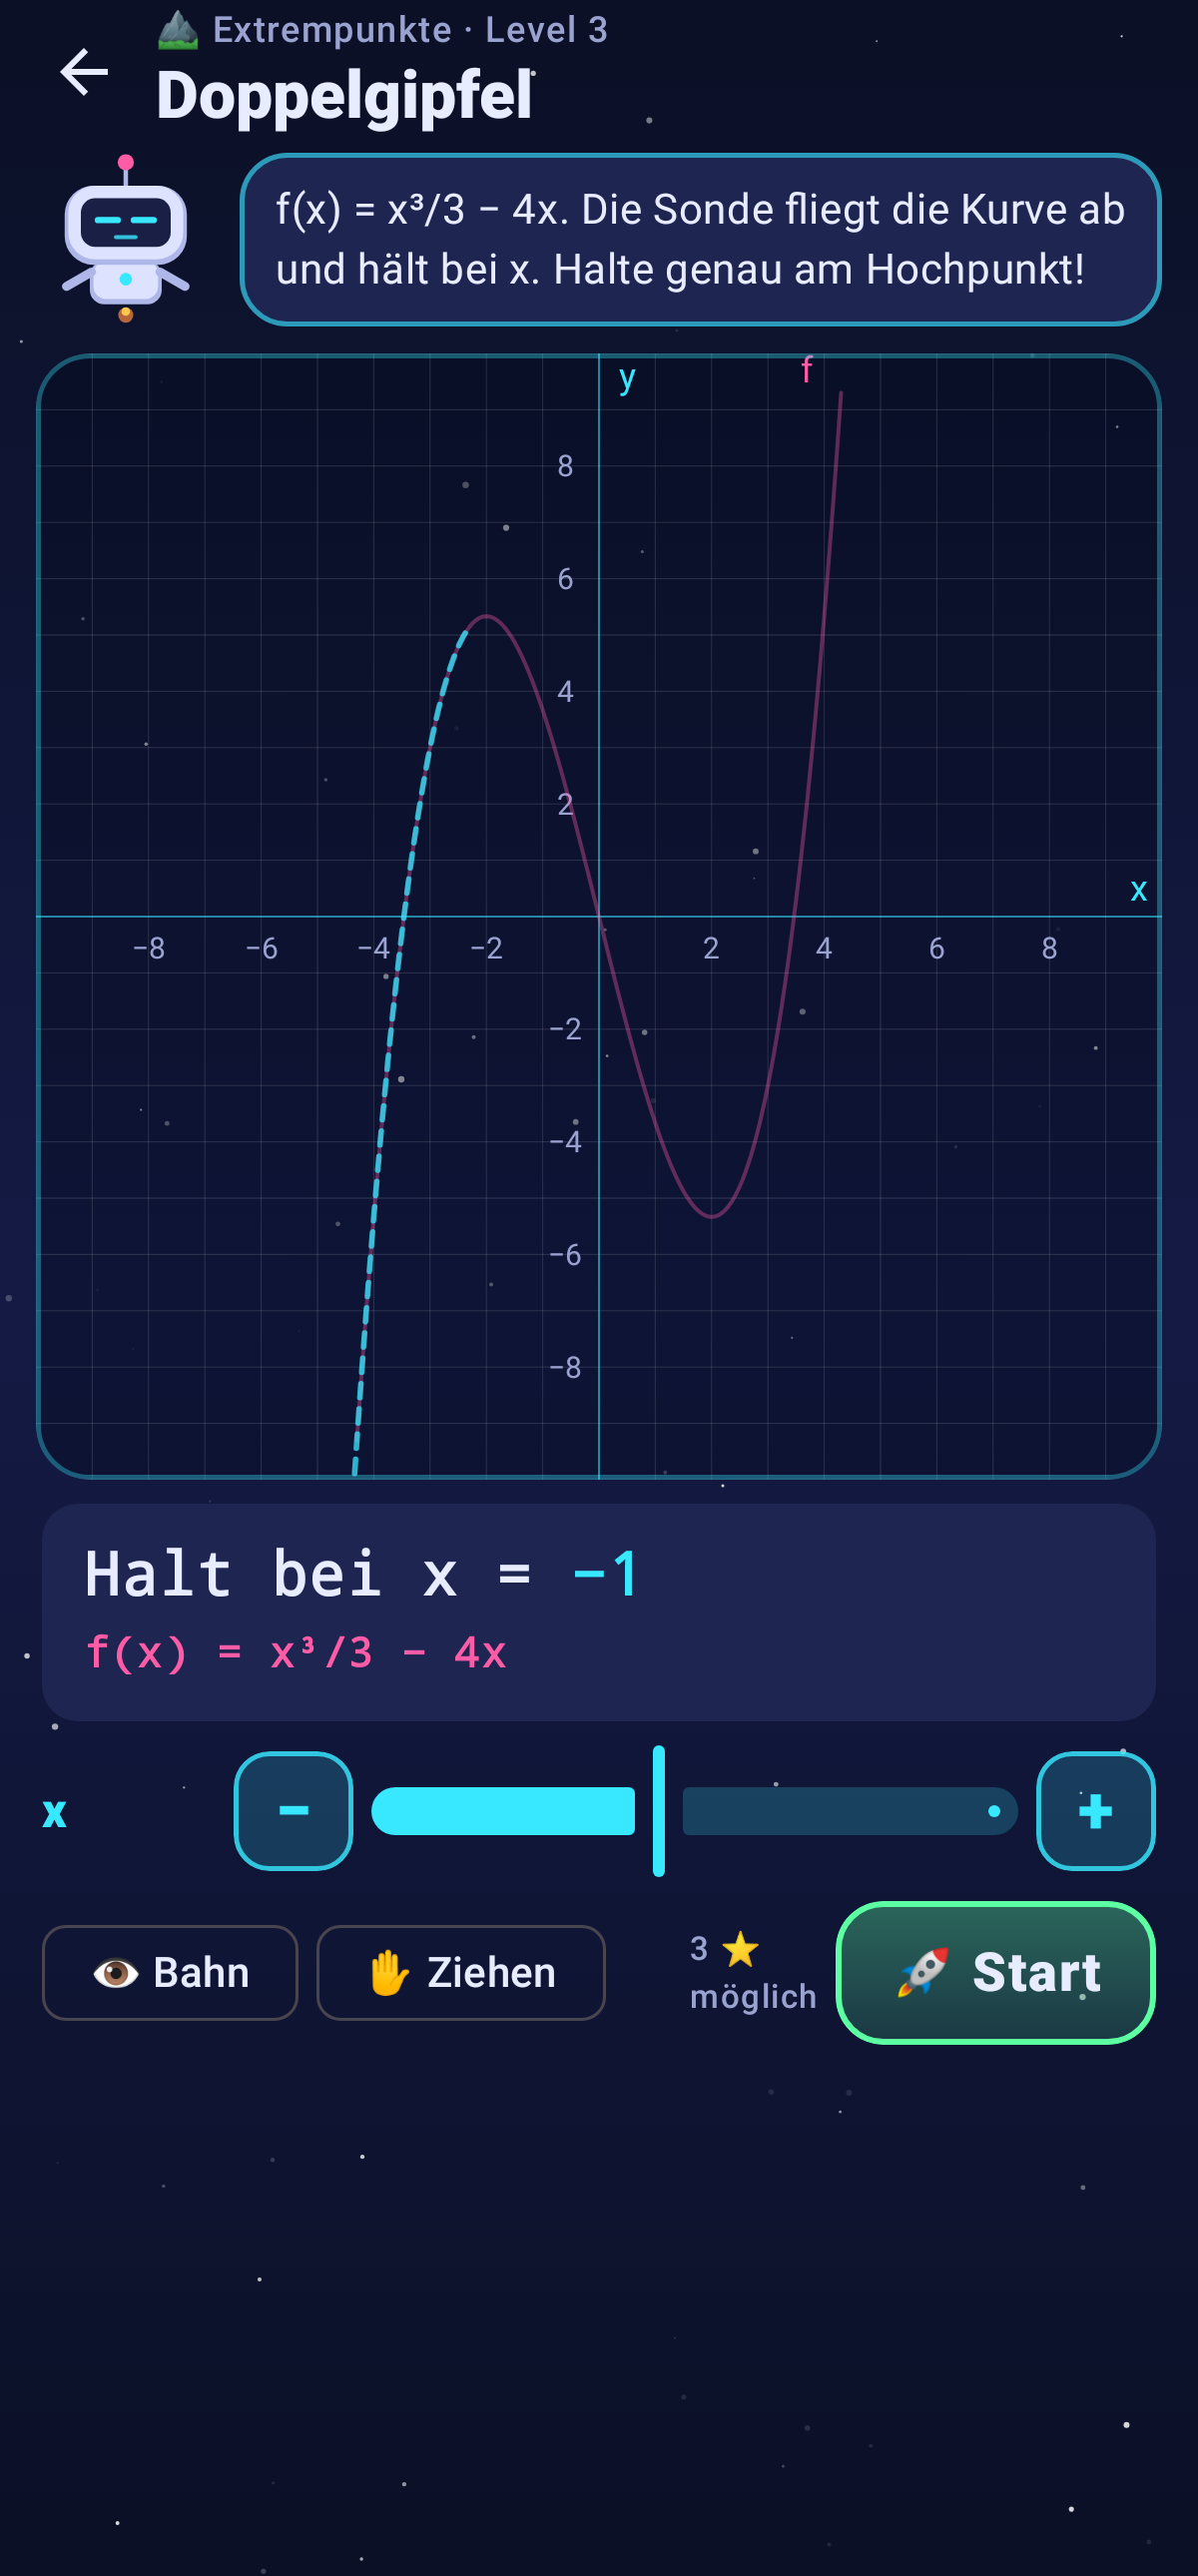 Extrempunkte · Level 3
Doppelgipfel
f(x) = x³/3 − 4x. Die Sonde fliegt die Kurve ab
und hält bei x. Halte genau am Hochpunkt!
y
f
8
6
4
2
x
−8 −6 −4 −2 2 4 6 8
−2
−4
−6
−8
Halt bei x = −1
f(x) = x³/3 − 4x
x − +
Bahn Ziehen 3 ⭐ möglich Start